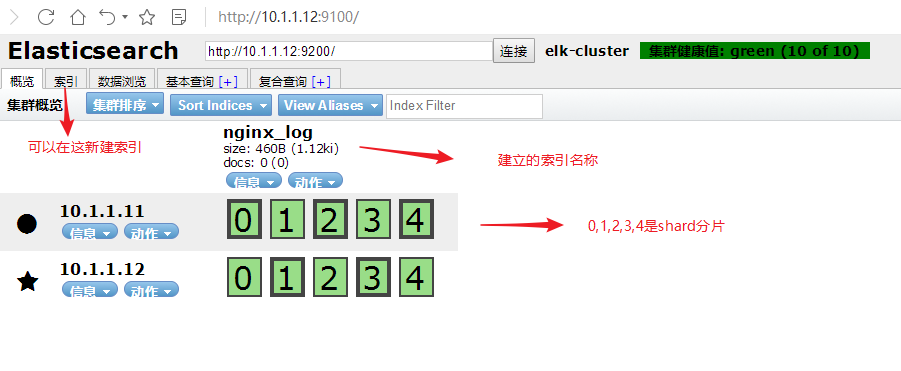 http://10.1.1.12:9100/
Elasticsearch http://10.1.1.12:9200/ 连接 elk-cluster 集群健康值: green (10 of 10)
概览 索引 数据浏览 基本查询 [+] 复合查询 [+]
集群概览 集群排序 Sort Indices View Aliases Index Filter
可以在这新建索引
nginx_log
size: 460B (1.12ki)
docs: 0 (0)
信息 动作
建立的索引名称
10.1.1.11
信息 动作
0 1 2 3 4
0,1,2,3,4是shard分片
10.1.1.12
信息 动作
0 1 2 3 4